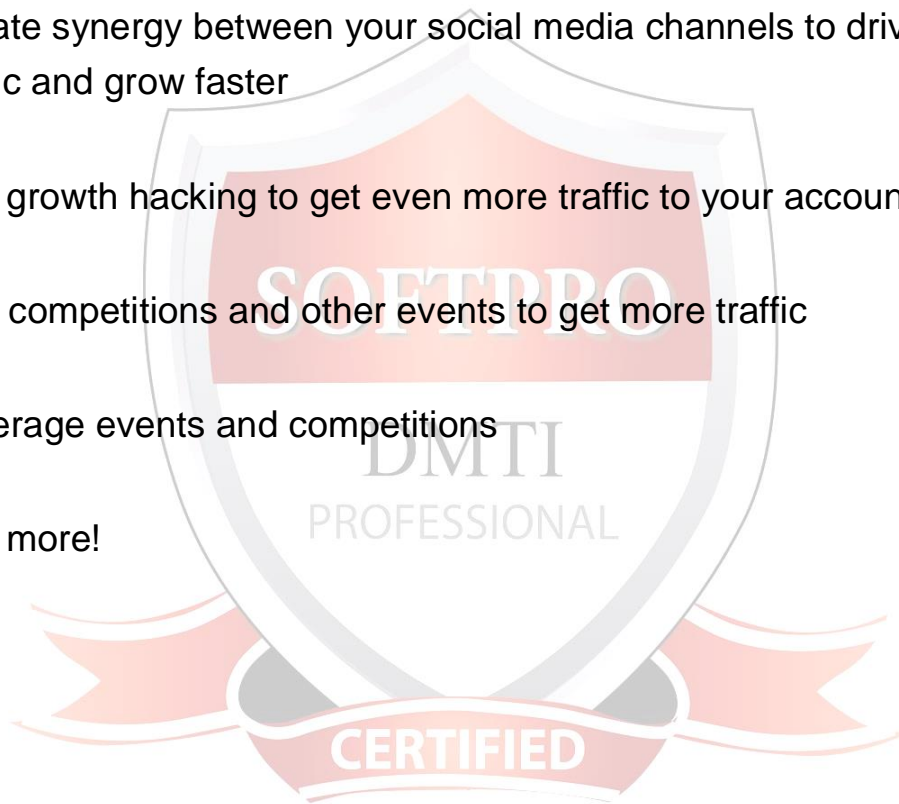 ate synergy between your social media channels to driv
c and grow faster
growth hacking to get even more traffic to your accoun
competitions and other events to get more traffic
erage events and competitions
more!
SOFTPRO
DMTI
PROFESSIONAL
CERTIFIED